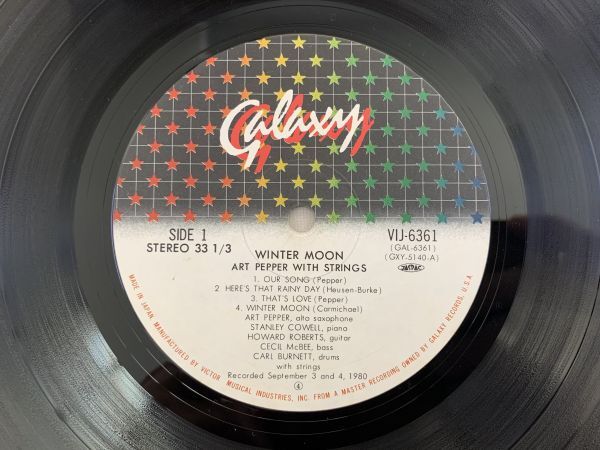 Galaxy
SIDE 1
STEREO 33 1/3
VIJ-6361
(GAL-6361)
(GXY-5140-A)
JASRAC
WINTER MOON
ART PEPPER WITH STRINGS
1. OUR SONG (Pepper)
2. HERE'S THAT RAINY DAY (Heusen-Burke)
3. THAT'S LOVE (Pepper)
4. WINTER MOON (Carmichael)
ART PEPPER, alto saxophone
STANLEY COWELL, piano
HOWARD ROBERTS, guitar
CECIL McBEE, bass
CARL BURNETT, drums
with strings
Recorded September 3 and 4, 1980
④
MADE IN JAPAN, MANUFACTURED BY VICTOR MUSICAL INDUSTRIES, INC. FROM A MASTER RECORDING OWNED BY GALAXY RECORDS, U.S.A.